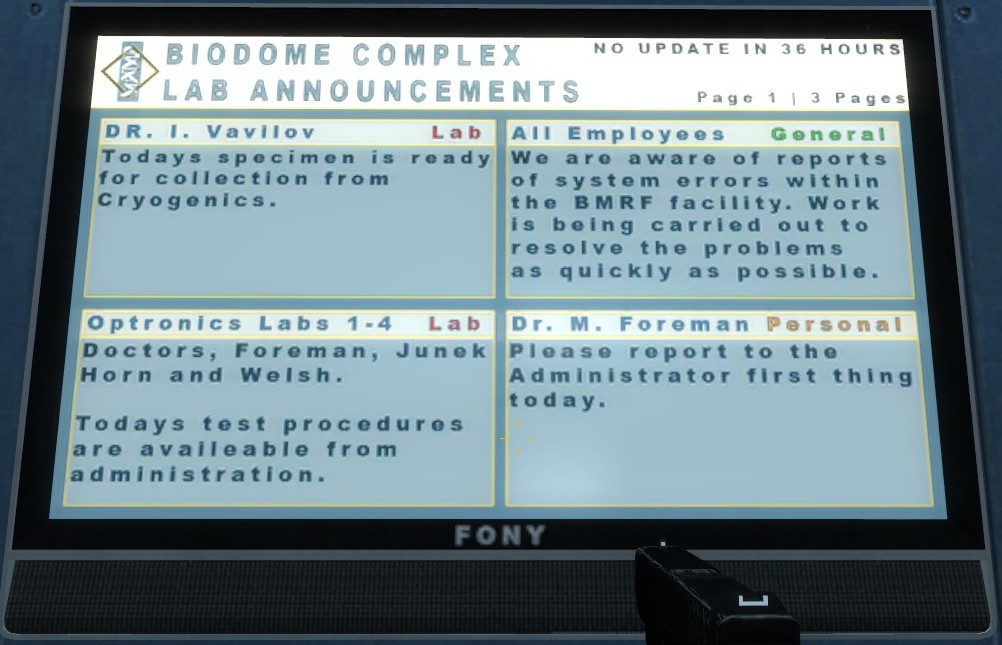 BIODOME COMPLEX
LAB ANNOUNCEMENTS
NO UPDATE IN 36 HOURS
Page 1 | 3 Pages
DR. I. Vavilov Lab
Todays specimen is ready
for collection from
Cryogenics.
All Employees General
We are aware of reports
of system errors within
the BMRF facility. Work
is being carried out to
resolve the problems
as quickly as possible.
Optronics Labs 1-4 Lab
Doctors, Foreman, Junek
Horn and Welsh.
Todays test procedures
are availeable from
administration.
Dr. M. Foreman Personal
Please report to the
Administrator first thing
today.
FONY